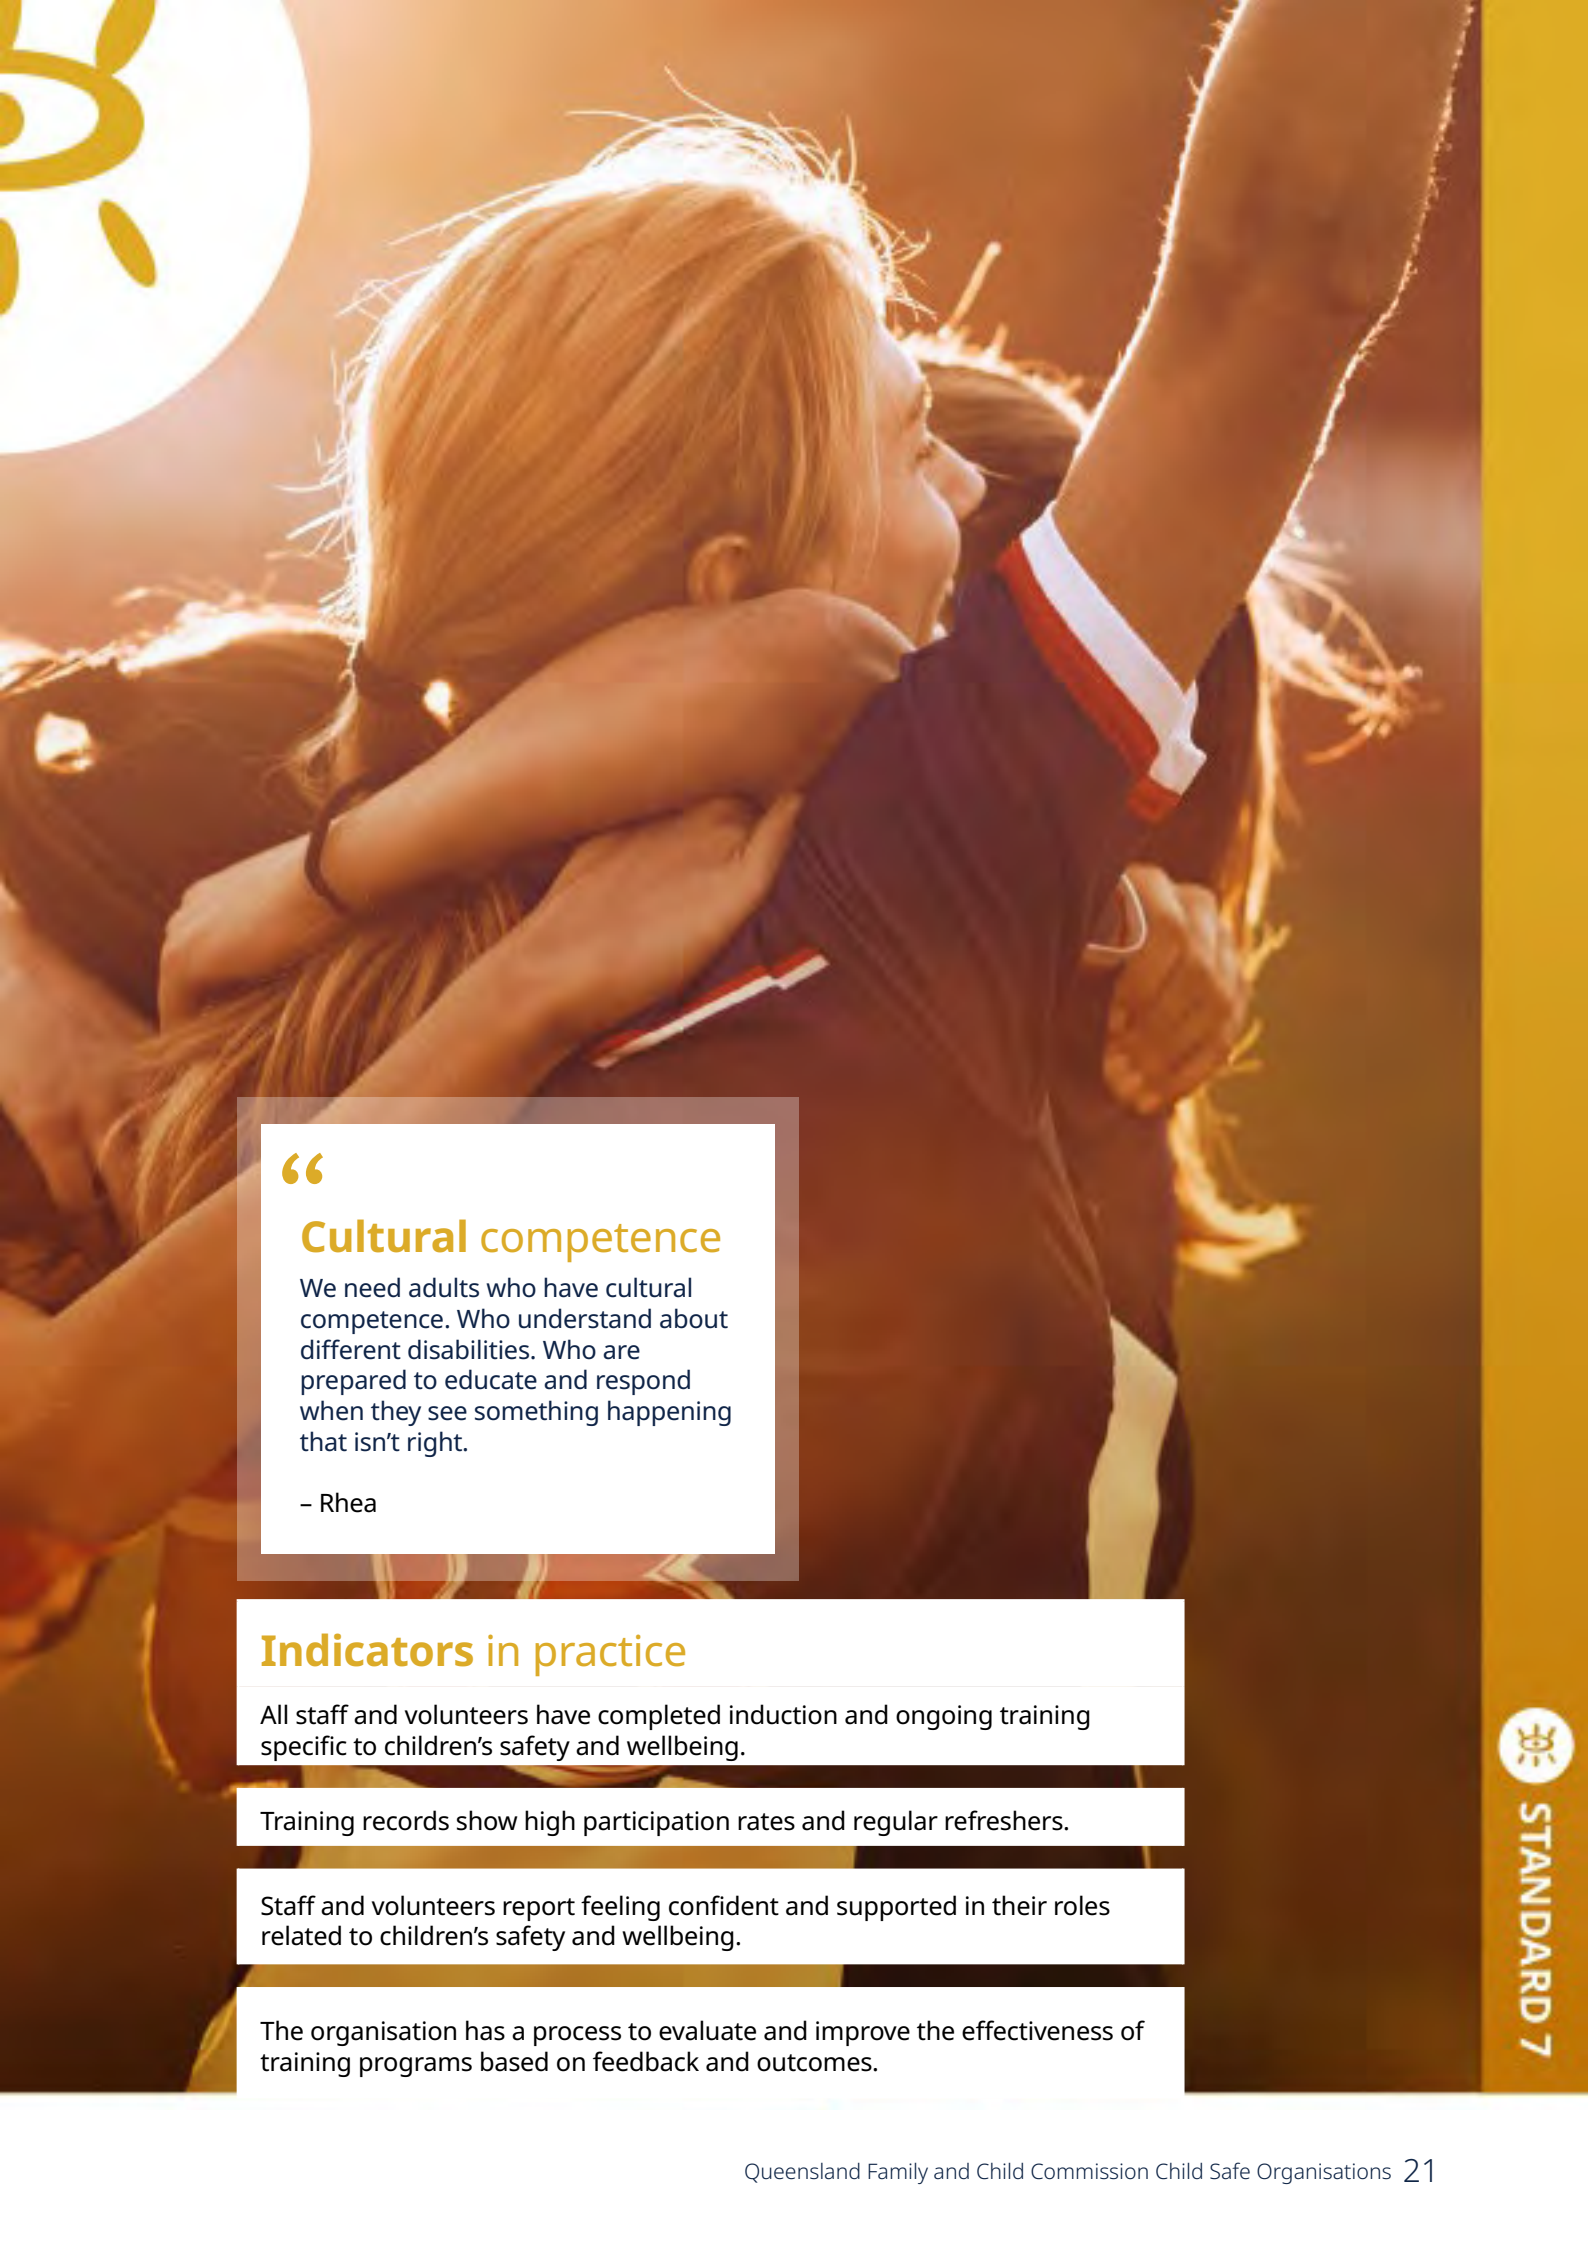 “
Cultural competence
We need adults who have cultural
competence. Who understand about
different disabilities. Who are
prepared to educate and respond
when they see something happening
that isn’t right.
– Rhea
Indicators in practice
All staff and volunteers have completed induction and ongoing training
specific to children’s safety and wellbeing.
Training records show high participation rates and regular refreshers.
Staff and volunteers report feeling confident and supported in their roles
related to children’s safety and wellbeing.
The organisation has a process to evaluate and improve the effectiveness of
training programs based on feedback and outcomes.
STANDARD 7
Queensland Family and Child Commission Child Safe Organisations 21